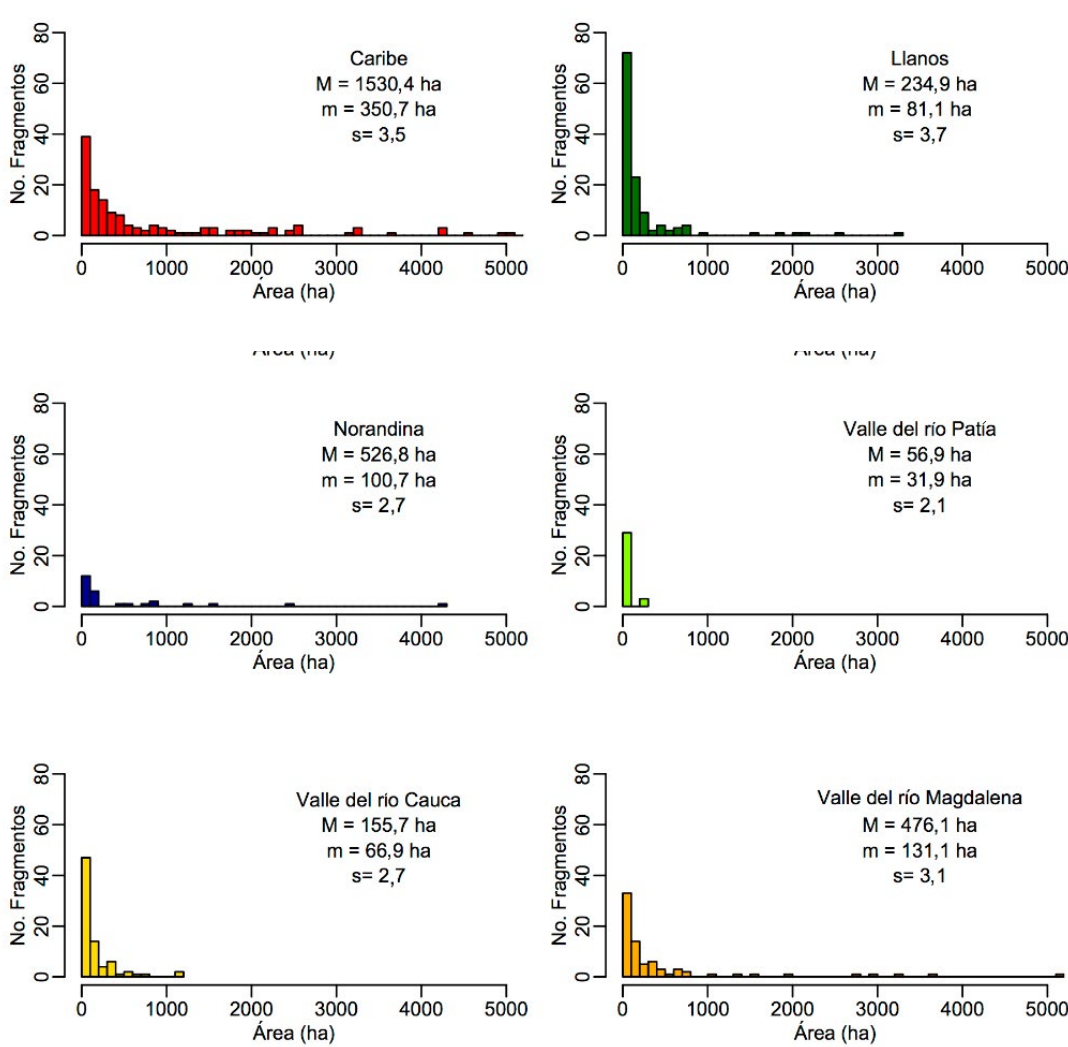 Caribe
M = 1530,4 ha
m = 350,7 ha
s= 3,5
No. Fragmentos
80
60
40
20
0
0 1000 2000 3000 4000 5000
Área (ha)
Llanos
M = 234,9 ha
m = 81,1 ha
s= 3,7
No. Fragmentos
80
60
40
20
0
0 1000 2000 3000 4000 5000
Área (ha)
Área (ha)
Área (ha)
Norandina
M = 526,8 ha
m = 100,7 ha
s= 2,7
No. Fragmentos
80
60
40
20
0
0 1000 2000 3000 4000 5000
Área (ha)
Valle del río Patía
M = 56,9 ha
m = 31,9 ha
s= 2,1
No. Fragmentos
80
60
40
20
0
0 1000 2000 3000 4000 5000
Área (ha)
Valle del rio Cauca
M = 155,7 ha
m = 66,9 ha
s= 2,7
No. Fragmentos
80
60
40
20
0
0 1000 2000 3000 4000 5000
Área (ha)
Valle del río Magdalena
M = 476,1 ha
m = 131,1 ha
s= 3,1
No. Fragmentos
80
60
40
20
0
0 1000 2000 3000 4000 5000
Área (ha)